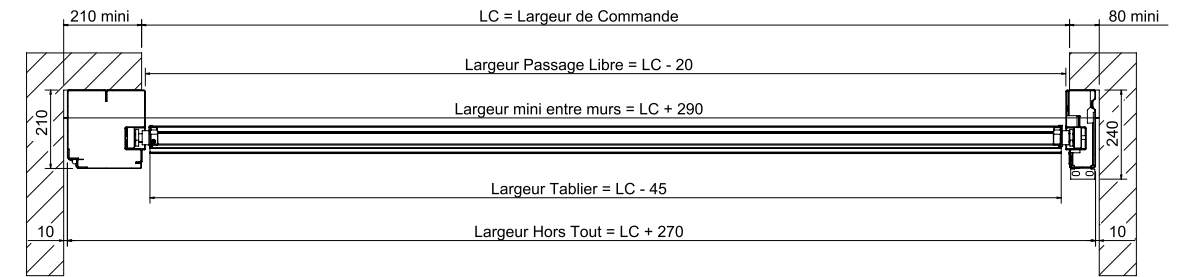 210 mini
LC = Largeur de Commande
80 mini
Largeur Passage Libre = LC - 20
Largeur mini entre murs = LC + 290
210
240
Largeur Tablier = LC - 45
10
Largeur Hors Tout = LC + 270
10